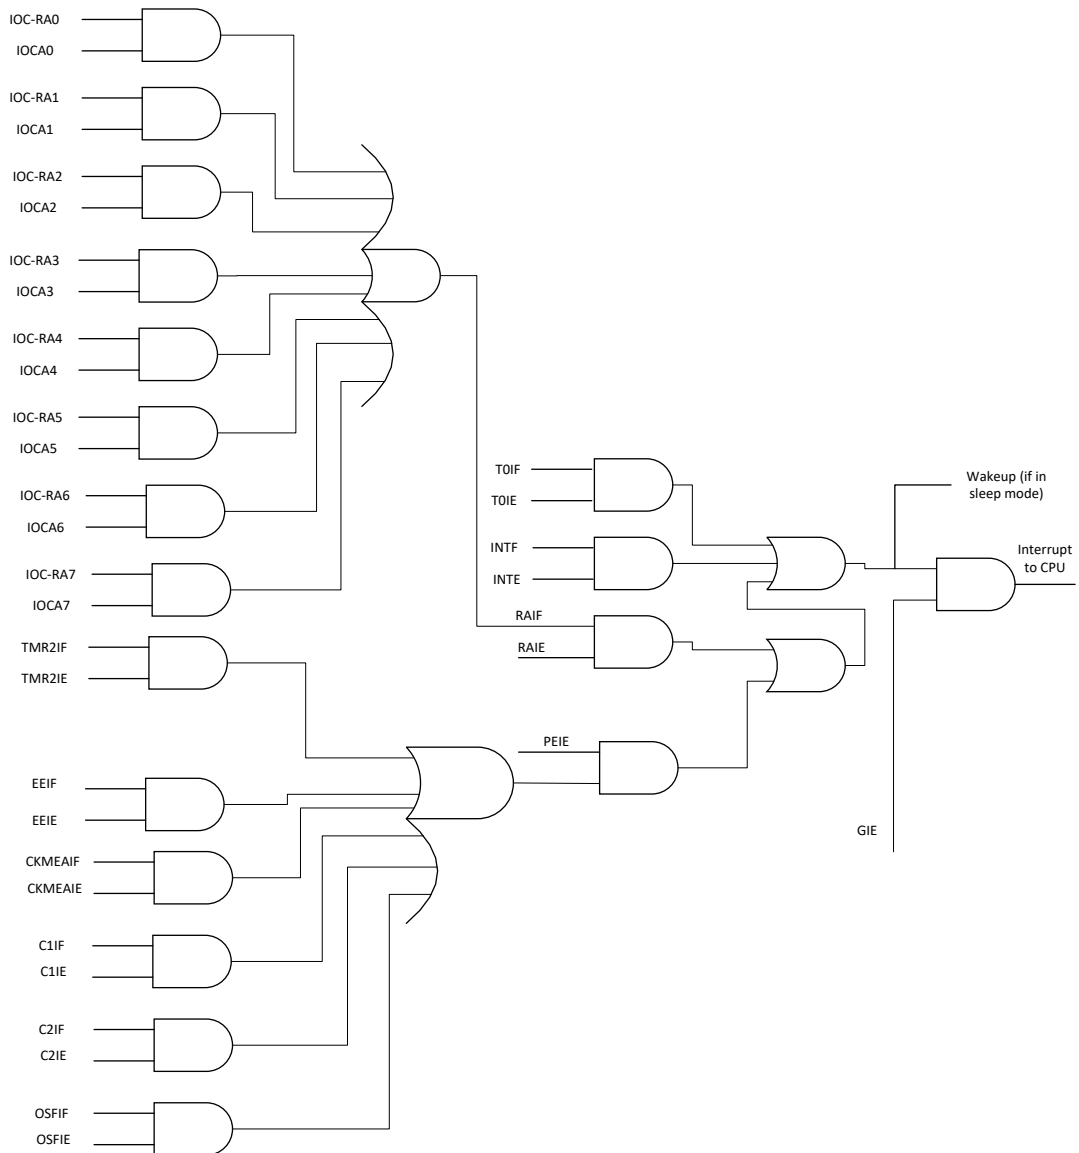 IOC-RA0
IOCA0
IOC-RA1
IOCA1
IOC-RA2
IOCA2
IOC-RA3
IOCA3
IOC-RA4
IOCA4
IOC-RA5
IOCA5
IOC-RA6
IOCA6
IOC-RA7
IOCA7
TMR2IF
TMR2IE
EEIF
EEIE
CKMEAIF
CKMEAIE
C1IF
C1IE
C2IF
C2IE
OSFIF
OSFIE
T0IF
T0IE
INTF
INTE
RAIF
RAIE
PEIE
Wakeup (if in
sleep mode)
Interrupt
to CPU
GIE